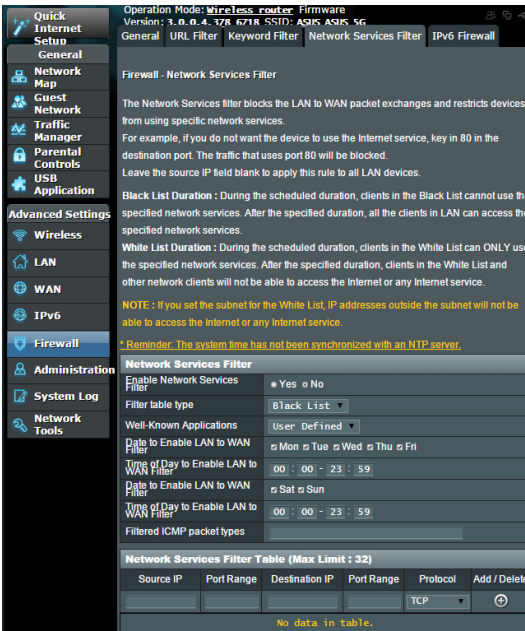 Operation Mode: Wireless router Firmware
Version: 3.0.0.4.378_6718 SSID: ASUS ASUS_5G
Quick
Internet
Setup
General
Network
Map
Guest
Network
Traffic
Manager
Parental
Controls
USB
Application
Advanced Settings
Wireless
LAN
WAN
IPv6
Firewall
Administration
System Log
Network
Tools
General URL Filter Keyword Filter Network Services Filter IPv6 Firewall
Firewall - Network Services Filter
The Network Services filter blocks the LAN to WAN packet exchanges and restricts devices
from using specific network services.
For example, if you do not want the device to use the Internet service, key in 80 in the
destination port. The traffic that uses port 80 will be blocked.
Leave the source IP field blank to apply this rule to all LAN devices.
Black List Duration : During the scheduled duration, clients in the Black List cannot use th
specified network services. After the specified duration, all the clients in LAN can access the
specified network services.
White List Duration : During the scheduled duration, clients in the White List can ONLY use
the specified network services. After the specified duration, clients in the White List and
other network clients will not be able to access the Internet or any Internet service.
NOTE : If you set the subnet for the White List, IP addresses outside the subnet will not be
able to access the Internet or any Internet service.
* Reminder: The system time has not been synchronized with an NTP server.
Network Services Filter
Enable Network Services
Filter
Yes No
Filter table type Black List
Well-Known Applications User Defined
Date to Enable LAN to WAN
Filter
Mon Tue Wed Thu Fri
Time of Day to Enable LAN to
WAN Filter
00 : 00 - 23 : 59
Date to Enable LAN to WAN
Filter
Sat Sun
Time of Day to Enable LAN to
WAN Filter
00 : 00 - 23 : 59
Filtered ICMP packet types
Network Services Filter Table (Max Limit : 32)
Source IP Port Range Destination IP Port Range Protocol Add / Delete
TCP
No data in table.